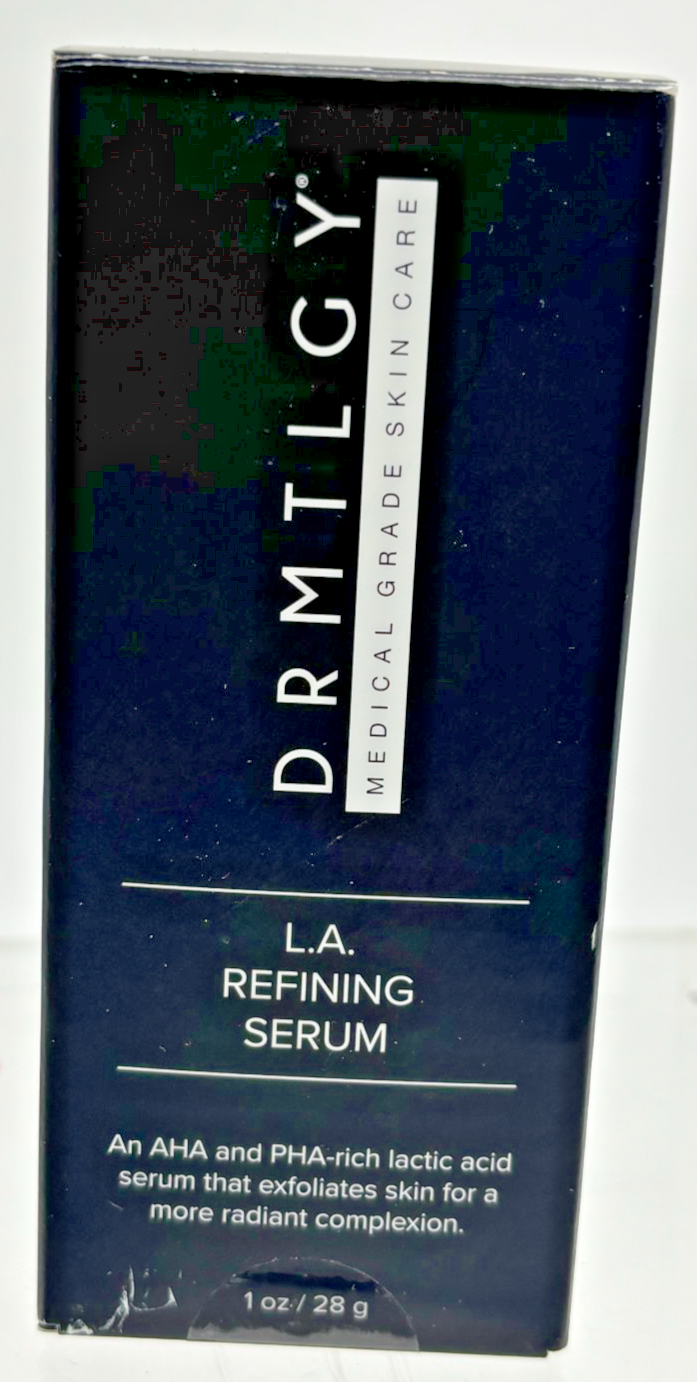 DRMTLGY®
MEDICAL GRADE SKIN CARE
L.A.
REFINING
SERUM
An AHA and PHA-rich lactic acid
serum that exfoliates skin for a
more radiant complexion.
1 oz / 28 g